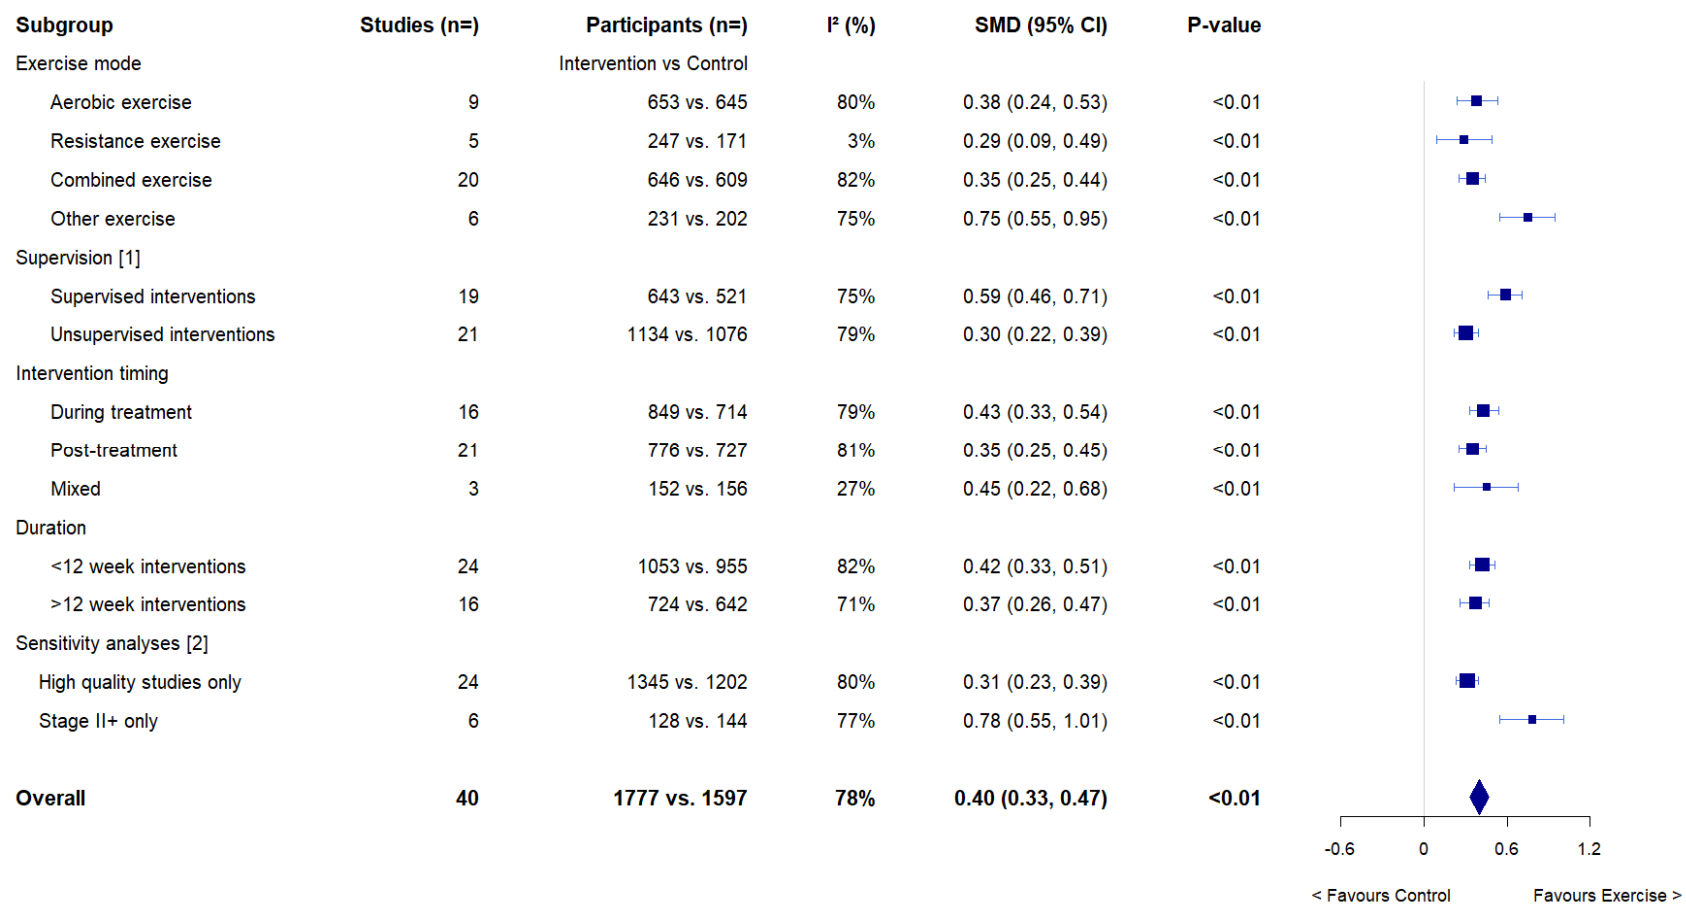 Subgroup Studies (n=) Participants (n=) I² (%) SMD (95% CI) P-value
Exercise mode Intervention vs Control
Aerobic exercise 9 653 vs. 645 80% 0.38 (0.24, 0.53) <0.01
Resistance exercise 5 247 vs. 171 3% 0.29 (0.09, 0.49) <0.01
Combined exercise 20 646 vs. 609 82% 0.35 (0.25, 0.44) <0.01
Other exercise 6 231 vs. 202 75% 0.75 (0.55, 0.95) <0.01
Supervision [1]
Supervised interventions 19 643 vs. 521 75% 0.59 (0.46, 0.71) <0.01
Unsupervised interventions 21 1134 vs. 1076 79% 0.30 (0.22, 0.39) <0.01
Intervention timing
During treatment 16 849 vs. 714 79% 0.43 (0.33, 0.54) <0.01
Post-treatment 21 776 vs. 727 81% 0.35 (0.25, 0.45) <0.01
Mixed 3 152 vs. 156 27% 0.45 (0.22, 0.68) <0.01
Duration
<12 week interventions 24 1053 vs. 955 82% 0.42 (0.33, 0.51) <0.01
>12 week interventions 16 724 vs. 642 71% 0.37 (0.26, 0.47) <0.01
Sensitivity analyses [2]
High quality studies only 24 1345 vs. 1202 80% 0.31 (0.23, 0.39) <0.01
Stage II+ only 6 128 vs. 144 77% 0.78 (0.55, 1.01) <0.01
Overall 40 1777 vs. 1597 78% 0.40 (0.33, 0.47) <0.01
-0.6 0 0.6 1.2
< Favours Control Favours Exercise >